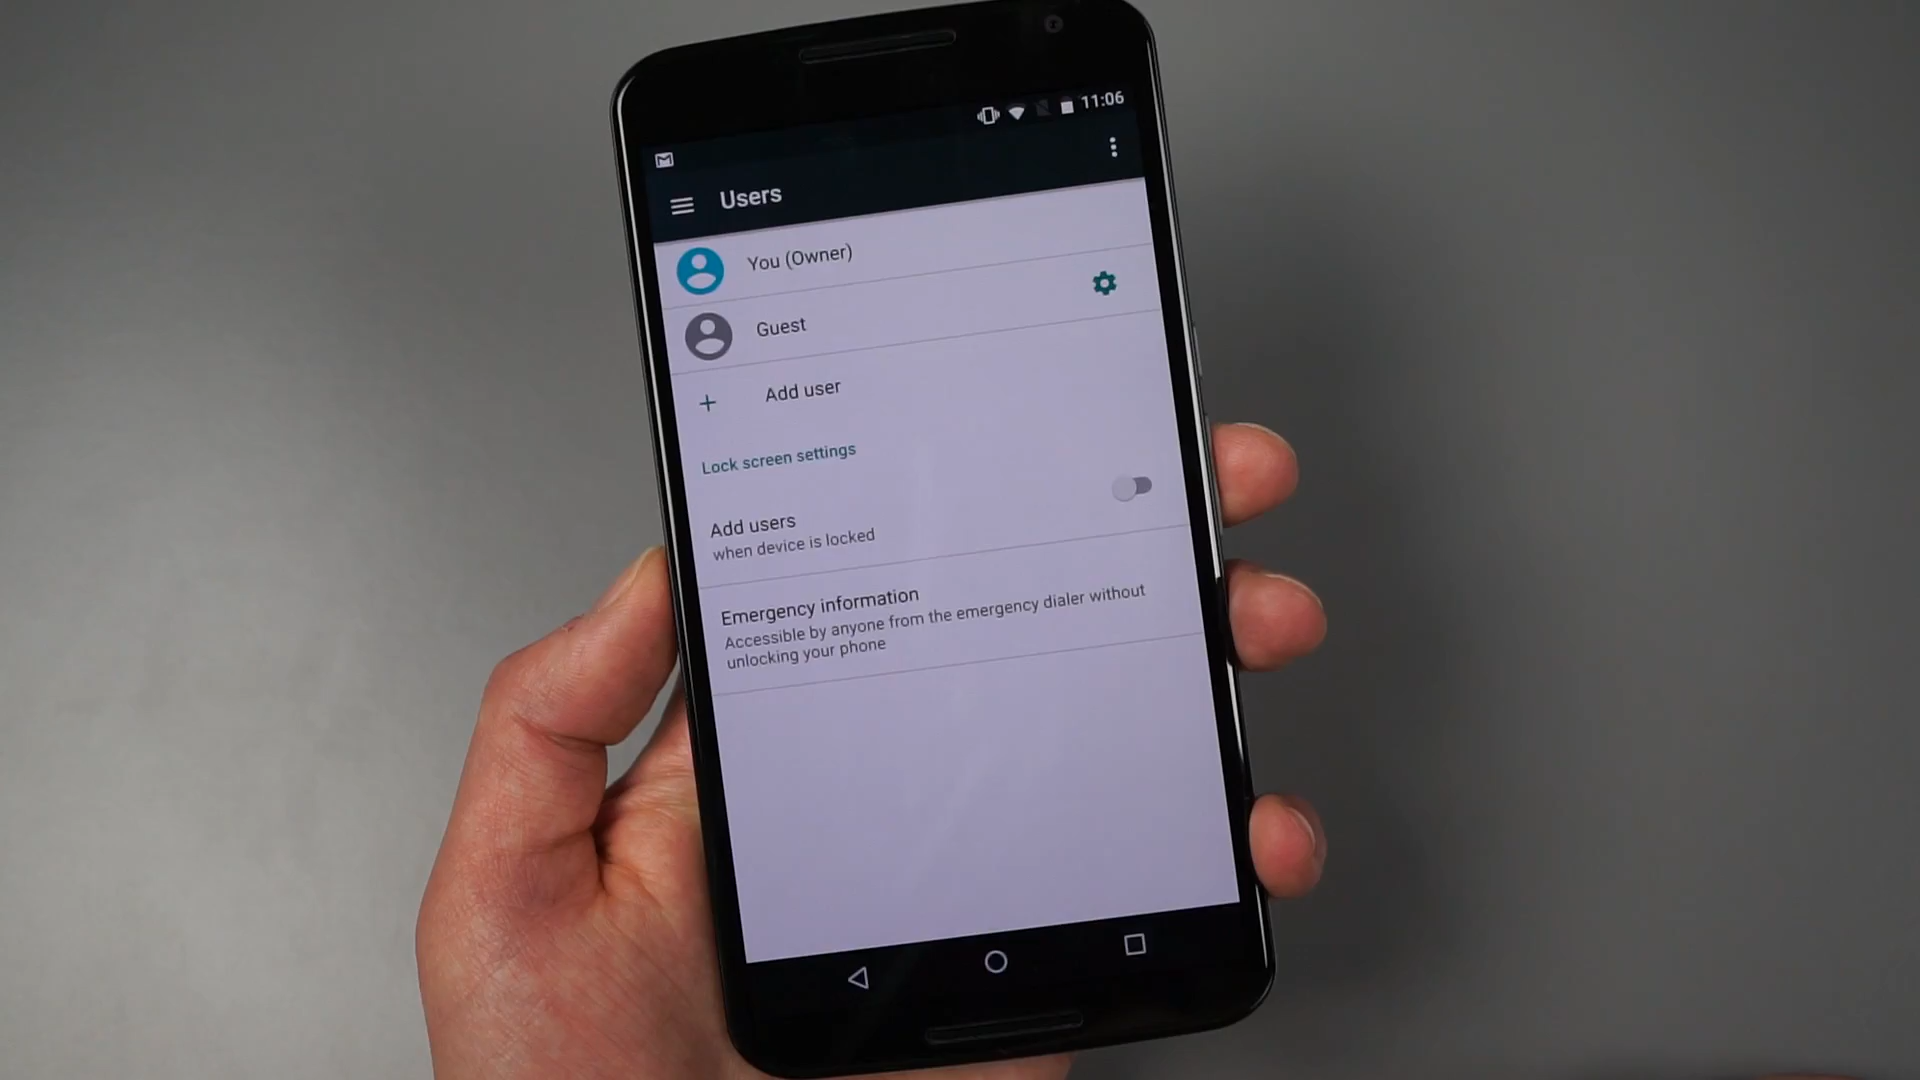 11:06
Users
You (Owner)
Guest
Add user
Lock screen settings
Add users
when device is locked
Emergency information
Accessible by anyone from the emergency dialer without
unlocking your phone